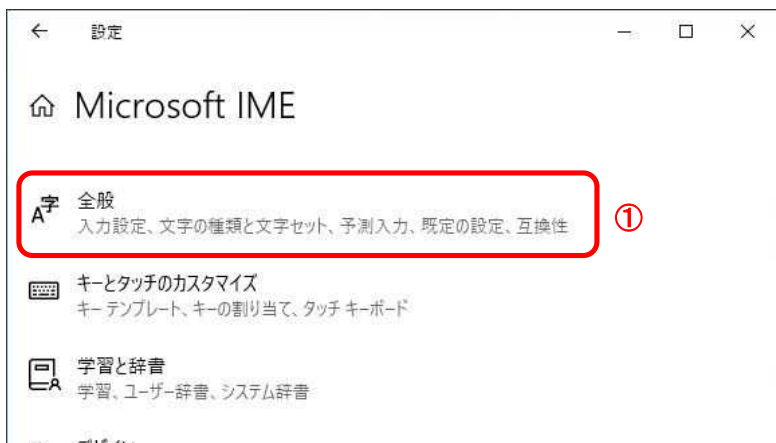 設定
Microsoft IME
全般
入力設定、文字の種類と文字セット、予測入力、既定の設定、互換性
①
キーとタッチのカスタマイズ
キー テンプレート、キーの割り当て、タッチ キーボード
学習と辞書
学習、ユーザー辞書、システム辞書